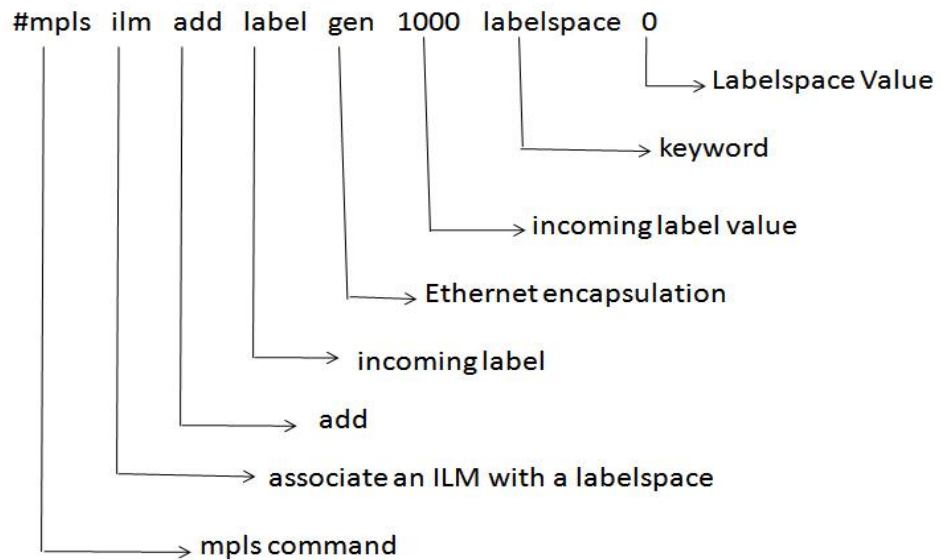 #mpls ilm add label gen 1000 labelspace 0
Labelspace Value
keyword
incoming label value
Ethernet encapsulation
incoming label
add
associate an ILM with a labelspace
mpls command